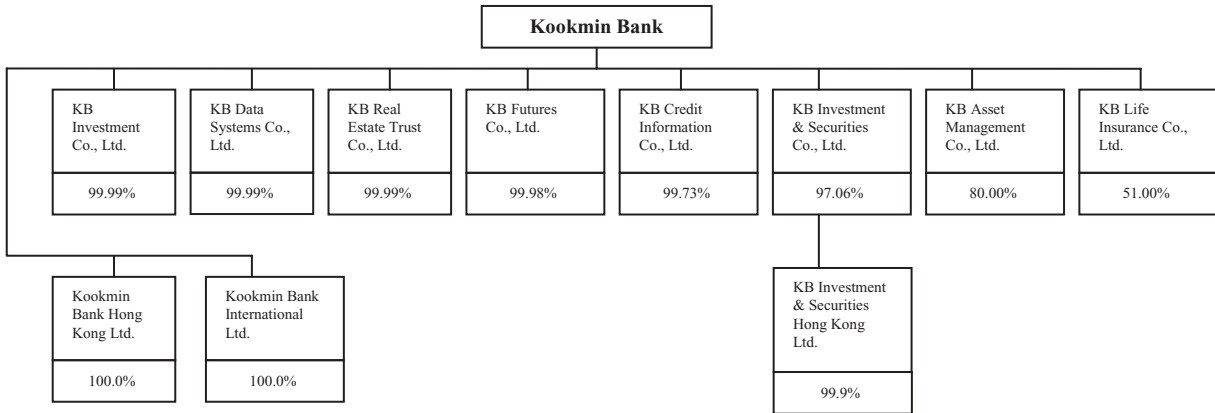 Kookmin Bank
KB
Investment
Co., Ltd.
99.99%
KB Data
Systems Co.,
Ltd.
99.99%
KB Real
Estate Trust
Co., Ltd.
99.99%
KB Futures
Co., Ltd.
99.98%
KB Credit
Information
Co., Ltd.
99.73%
KB Investment
& Securities
Co., Ltd.
97.06%
KB Asset
Management
Co., Ltd.
80.00%
KB Life
Insurance Co.,
Ltd.
51.00%
Kookmin
Bank Hong
Kong Ltd.
100.0%
Kookmin Bank
International
Ltd.
100.0%
KB Investment
& Securities
Hong Kong
Ltd.
99.9%